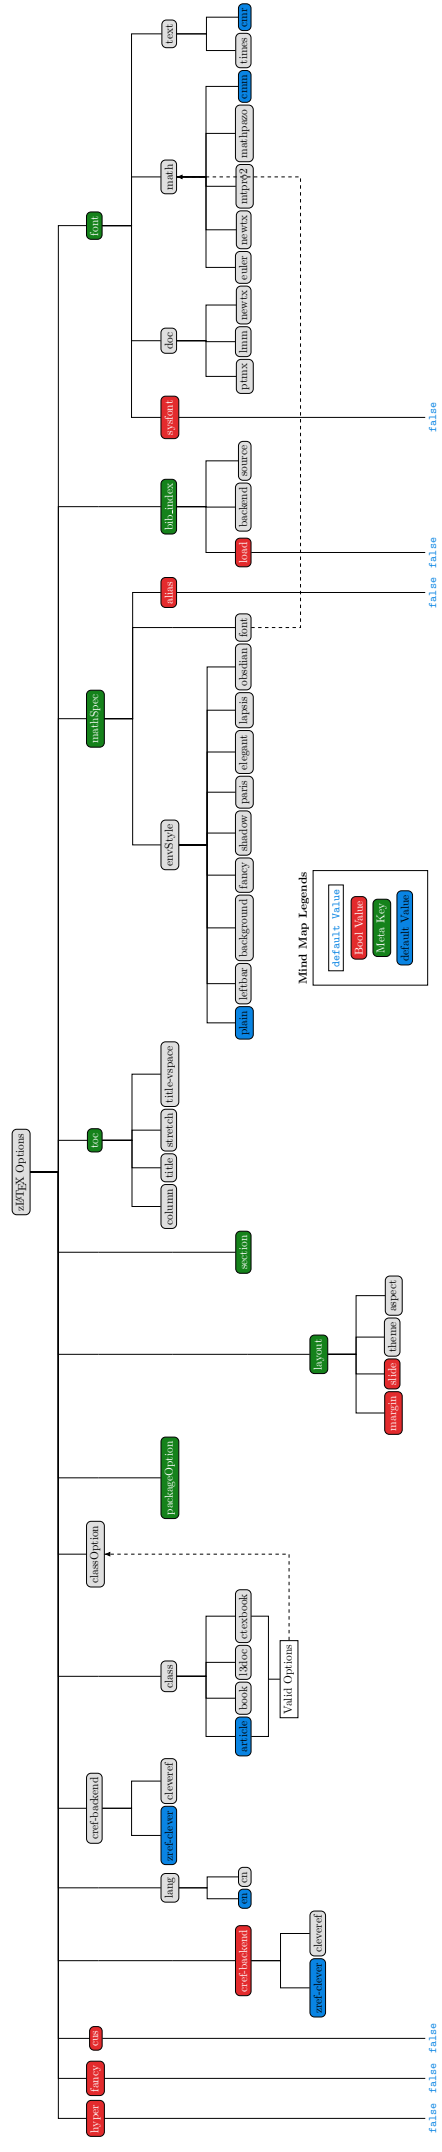 zLATEX Options
hyper
fancy
cus
cref-backend
classOption
toc
mathSpec
font
lang
zref-clever
cleveref
class
packageOption
column
title
stretch
title-vspace
envStyle
alias
bib_index
sysfont
doc
math
text
cref-backend
en
cn
article
book
l3doc
ctexbook
section
plain
leftbar
background
fancy
shadow
paris
elegant
lapsis
obsdian
font
load
backend
source
ptmx
lmm
newtx
euler
newtx
mtpro2
mathpazo
cmm
times
cmr
Valid Options
zref-clever
cleveref
layout
Mind Map Legends
default Value
Bool Value
Meta Key
default Value
margin
slide
theme
aspect
false
false
false
false
false
false